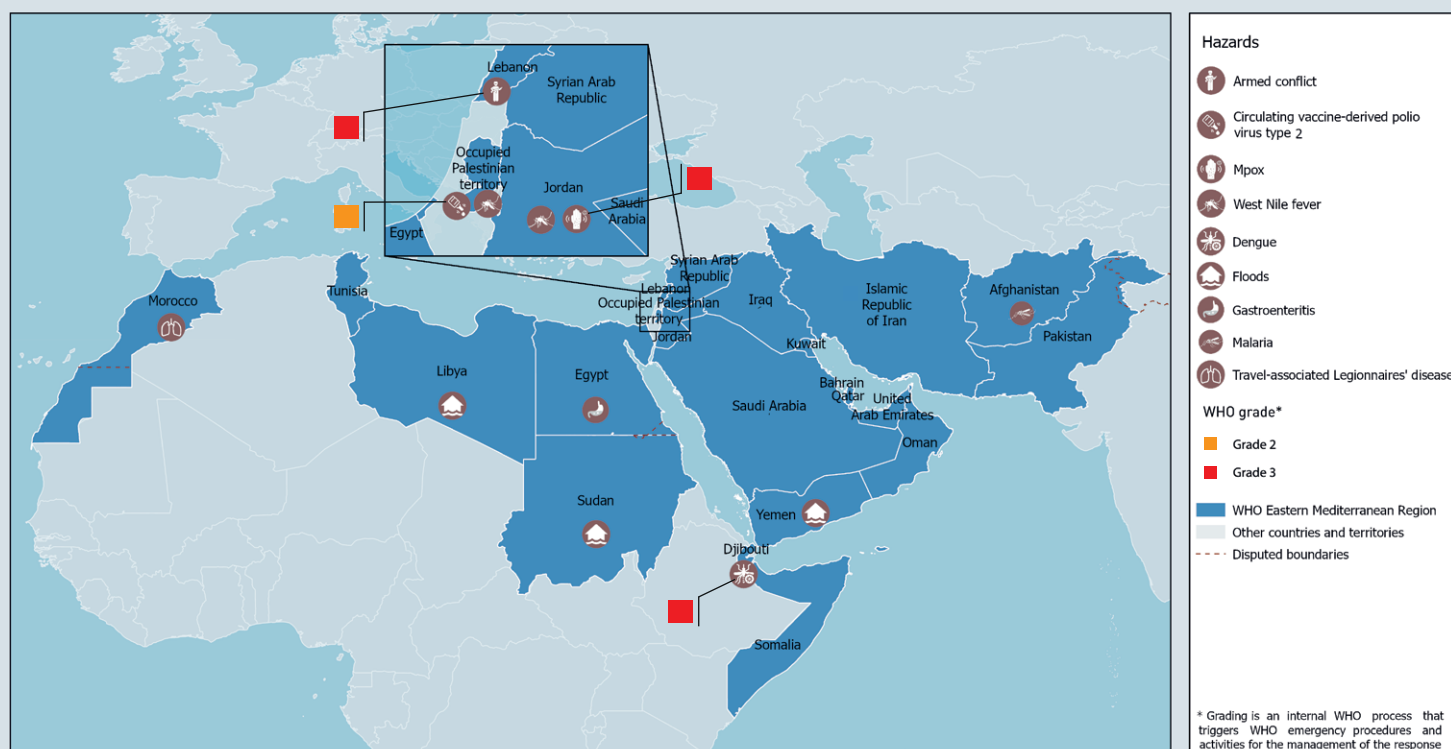 Lebanon
Syrian Arab
Republic
Occupied
Palestinian
territory
Jordan
Saudi
Arabia
Egypt
Morocco
Tunisia
Libya
Egypt
Sudan
Syrian Arab
Republic
Lebanon
Occupied Palestinian
territory
Jordan
Iraq
Kuwait
Islamic
Republic
of Iran
Afghanistan
Pakistan
Saudi Arabia
Bahrain
Qatar
United
Arab Emirates
Oman
Yemen
Djibouti
Somalia
Hazards
Armed conflict
Circulating vaccine-derived polio
virus type 2
Mpox
West Nile fever
Dengue
Floods
Gastroenteritis
Malaria
Travel-associated Legionnaires' disease
WHO grade*
Grade 2
Grade 3
WHO Eastern Mediterranean Region
Other countries and territories
Disputed boundaries
* Grading is an internal WHO process that
triggers WHO emergency procedures and
activities for the management of the response